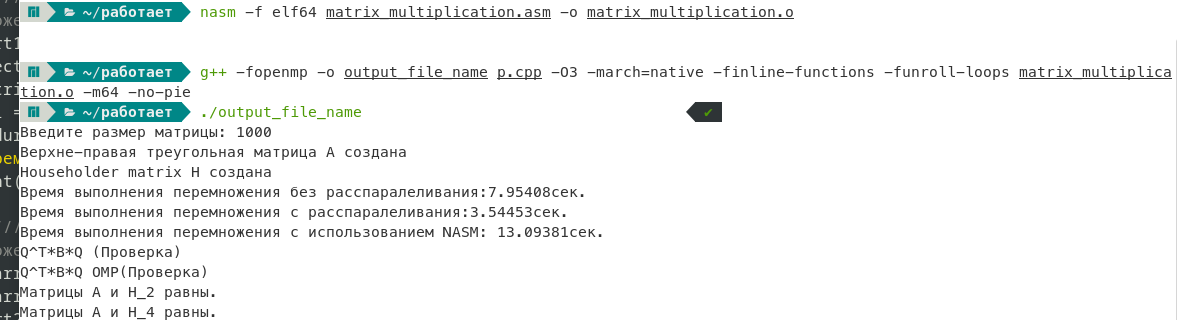 ~/работает nasm -f elf64 matrix_multiplication.asm -o matrix_multiplication.o
~/работает g++ -fopenmp -o output_file_name p.cpp -O3 -march=native -finline-functions -funroll-loops matrix_multiplica
tion.o -m64 -no-pie
~/работает ./output_file_name ✔
Введите размер матрицы: 1000
Верхне-правая треугольная матрица A создана
Householder matrix H создана
Время выполнения перемножения без расспаралеливания:7.95408сек.
Время выполнения перемножения с расспаралеливания:3.54453сек.
Время выполнения перемножения с использованием NASM: 13.09381сек.
Q^T*B*Q (Проверка)
Q^T*B*Q OMP(Проверка)
Матрицы A и H_2 равны.
Матрицы A и H_4 равны.